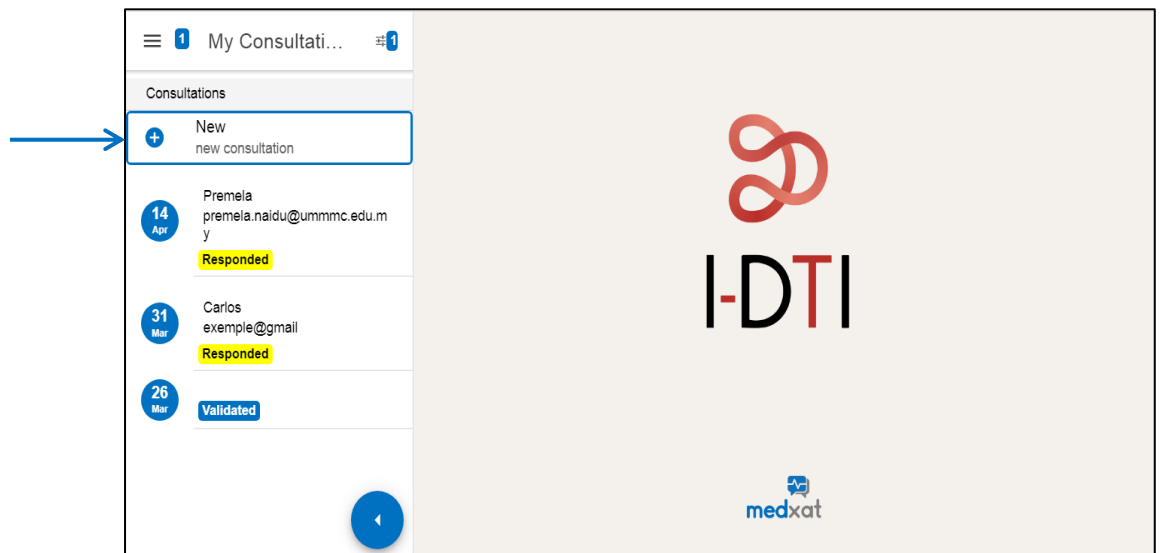 1 My Consultati... 1
Consultations
New
new consultation
14
Apr
Premela
premela.naidu@ummmc.edu.m
y
Responded
31
Mar
Carlos
exemple@gmail
Responded
26
Mar
Validated
I-DTI
medxat